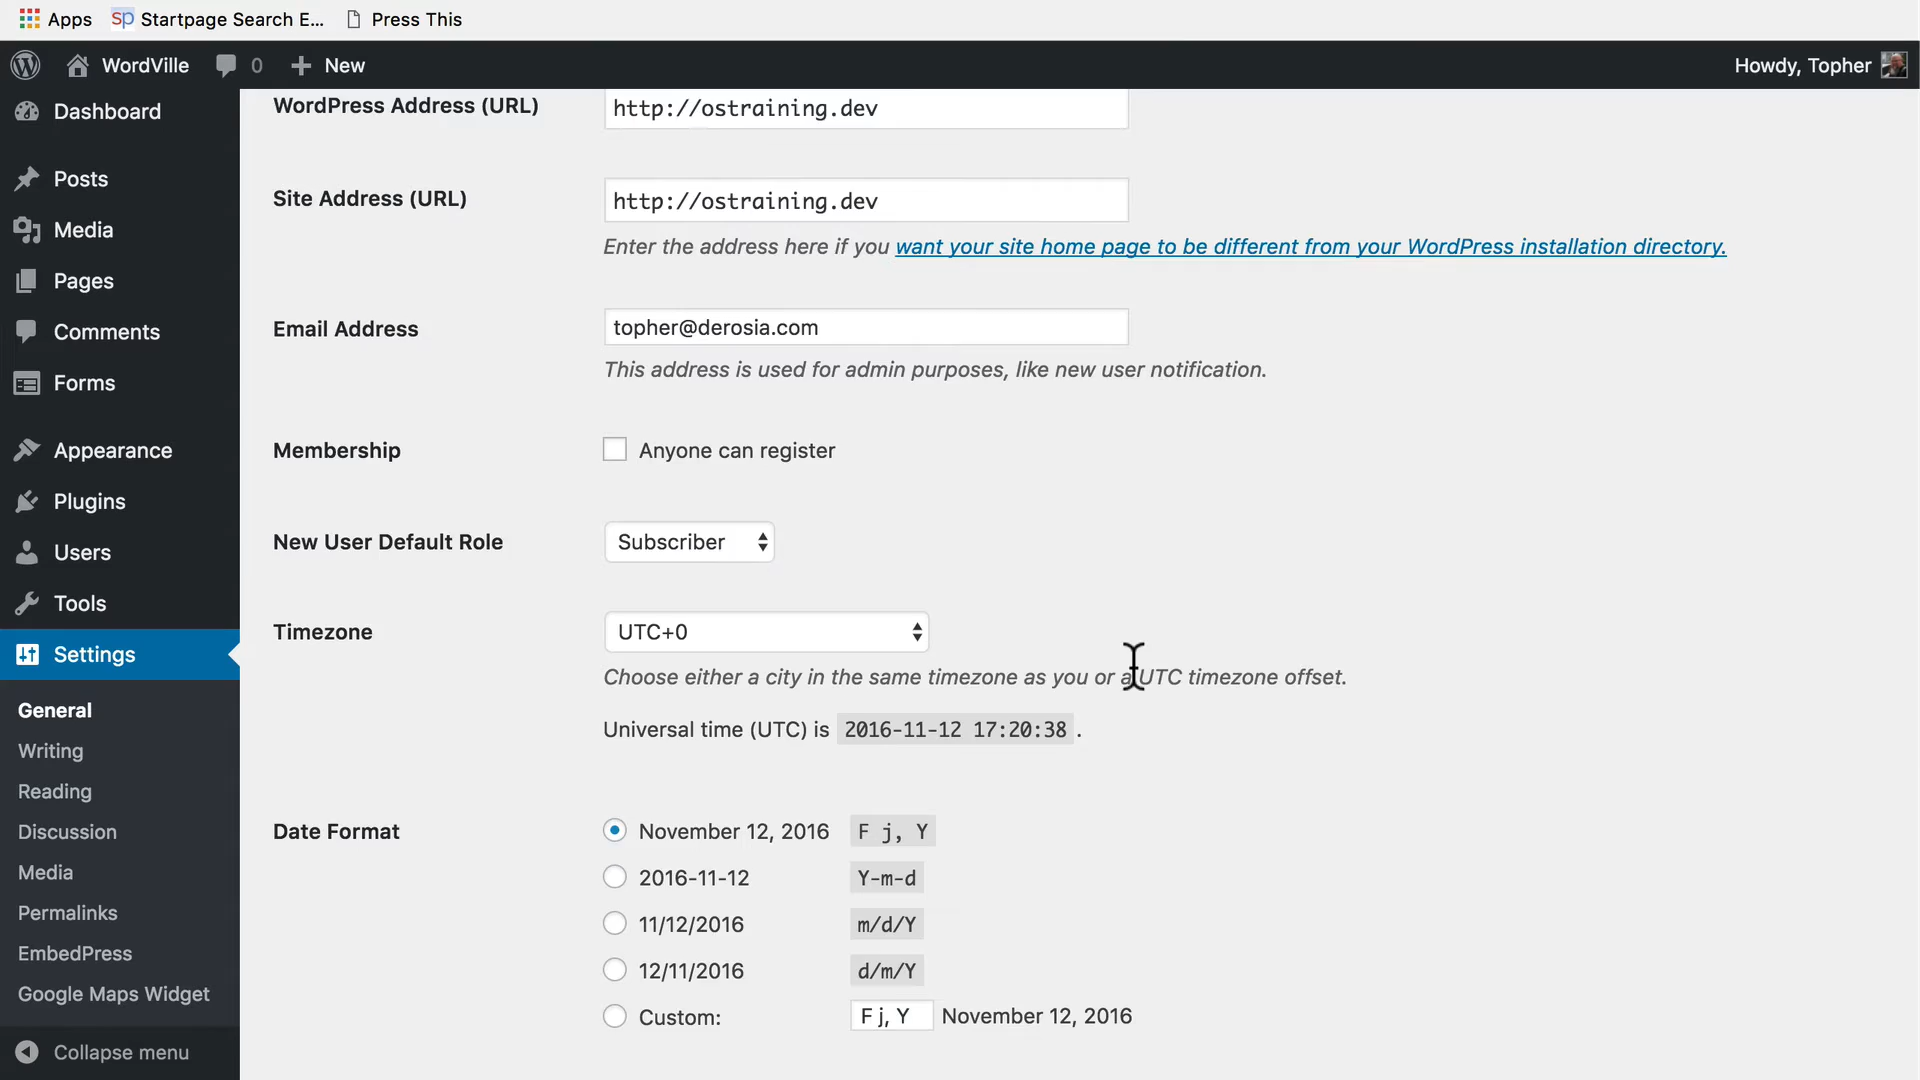 Apps Startpage Search E... Press This
WordVille 0 New Howdy, Topher
Dashboard
Posts
Media
Pages
Comments
Forms
Appearance
Plugins
Users
Tools
Settings
General
Writing
Reading
Discussion
Media
Permalinks
EmbedPress
Google Maps Widget
Collapse menu
WordPress Address (URL) http://ostraining.dev
Site Address (URL) http://ostraining.dev
Enter the address here if you want your site home page to be different from your WordPress installation directory.
Email Address topher@derosia.com
This address is used for admin purposes, like new user notification.
Membership Anyone can register
New User Default Role Subscriber
Timezone UTC+0
Choose either a city in the same timezone as you or a UTC timezone offset.
Universal time (UTC) is 2016-11-12 17:20:38 .
Date Format November 12, 2016 F j, Y
2016-11-12 Y-m-d
11/12/2016 m/d/Y
12/11/2016 d/m/Y
Custom: F j, Y November 12, 2016